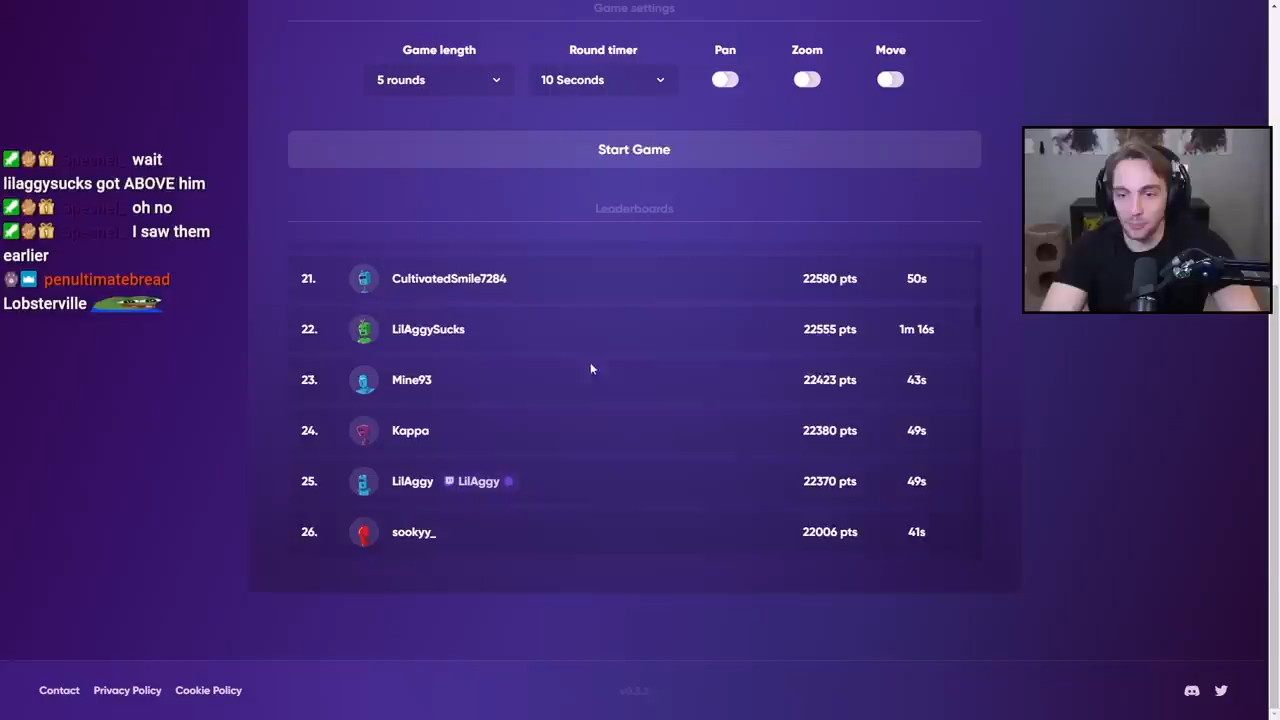 Game settings
Game length
Round timer
Pan
Zoom
Move
5 rounds
10 Seconds
Start Game
Leaderboards
21. CultivatedSmile7284 22580 pts 50s
22. LilAggySucks 22555 pts 1m 16s
23. Mine93 22423 pts 43s
24. Kappa 22380 pts 49s
25. LilAggy LilAggy 22370 pts 49s
26. sookyy_ 22006 pts 41s
wait
lilaggysucks got ABOVE him
oh no
I saw them
earlier
penultimatebread
Lobsterville
Contact
Privacy Policy
Cookie Policy